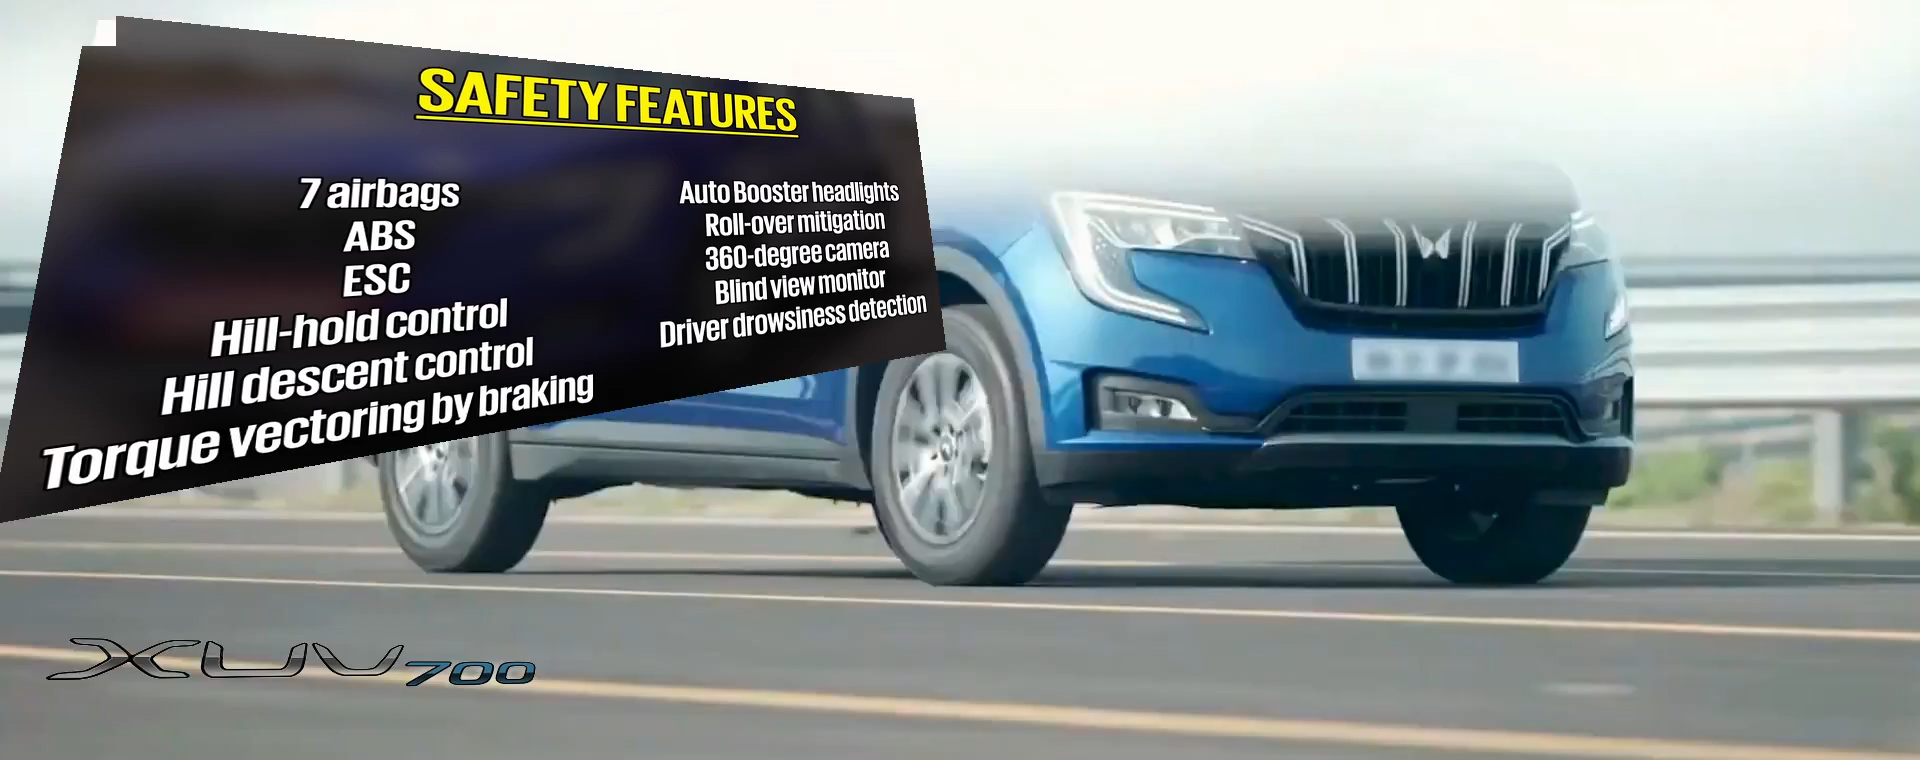 SAFETY FEATURES
7 airbags
ABS
ESC
Hill-hold control
Hill descent control
Torque vectoring by braking
Auto Booster headlights
Roll-over mitigation
360-degree camera
Blind view monitor
Driver drowsiness detection
XUV700